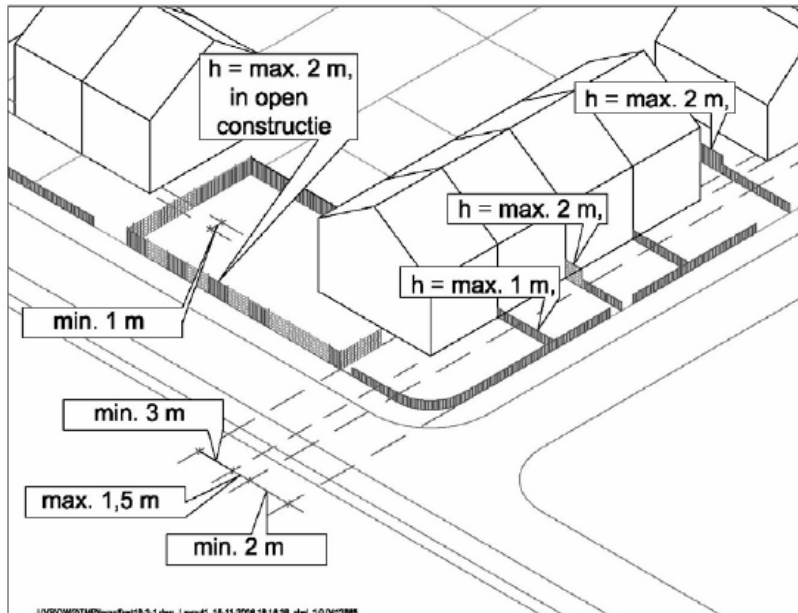 h = max. 2 m,
in open
constructie
h = max. 2 m,
h = max. 2 m,
h = max. 1 m,
min. 1 m
min. 3 m
max. 1,5 m
min. 2 m